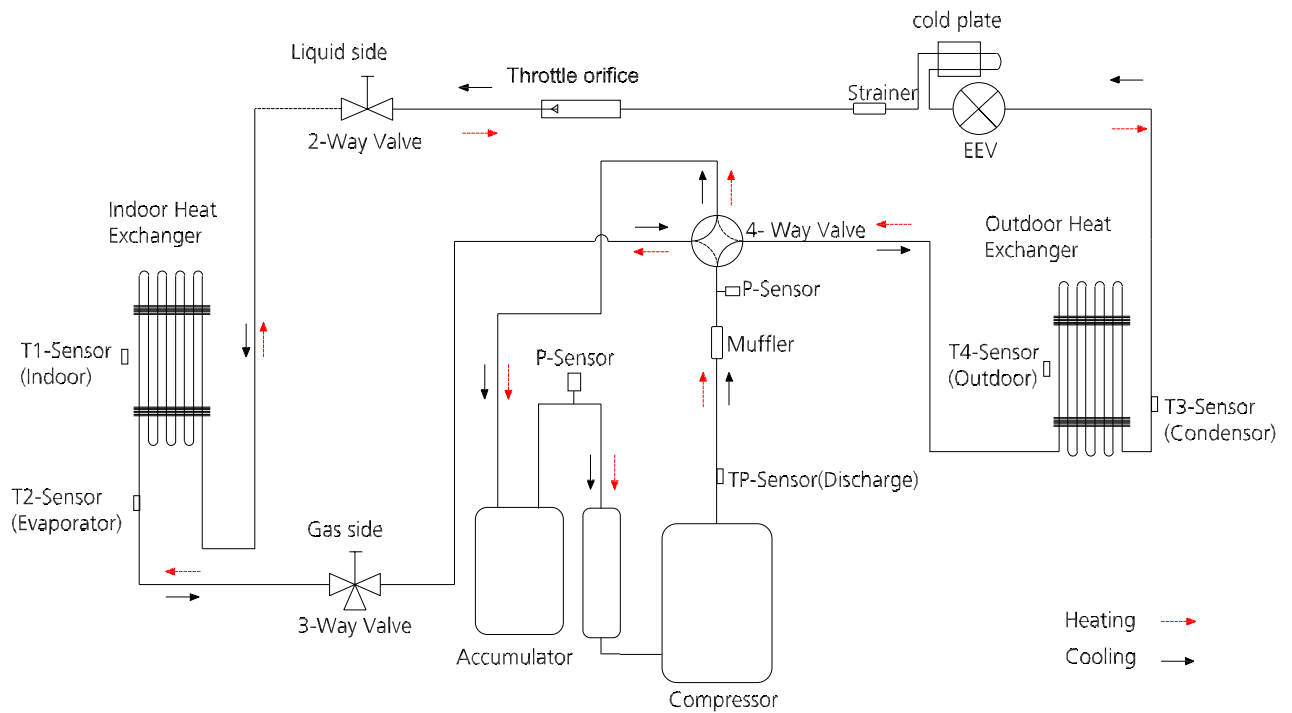 cold plate
Liquid side
Throttle orifice
Strainer
2-Way Valve
EEV
Indoor Heat
Exchanger
4- Way Valve
Outdoor Heat
Exchanger
P-Sensor
T1-Sensor
(Indoor)
P-Sensor
Muffler
T4-Sensor
(Outdoor)
T3-Sensor
(Condensor)
T2-Sensor
(Evaporator)
TP-Sensor(Discharge)
Gas side
3-Way Valve
Accumulator
Compressor
Heating
Cooling